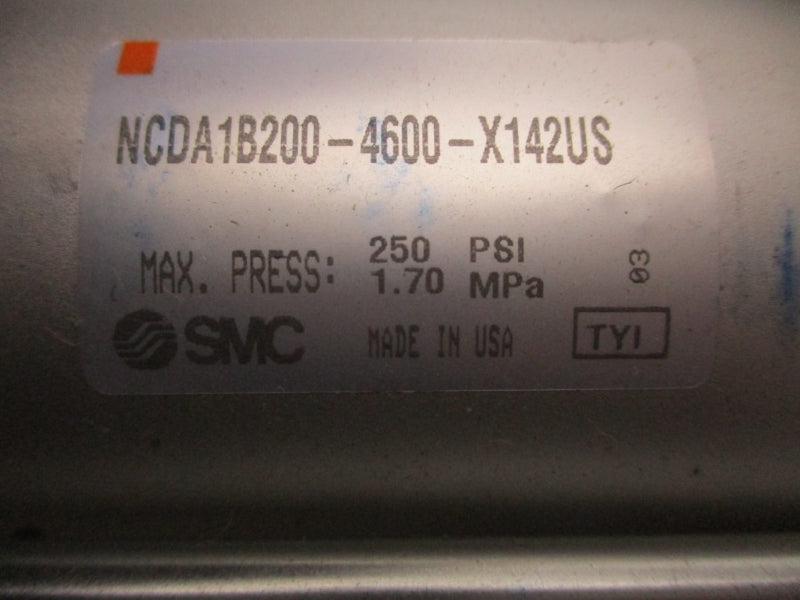 NCDA1B200-4600-X142US
MAX. PRESS: 250 PSI
1.70 MPa
03
SMC MADE IN USA TYI